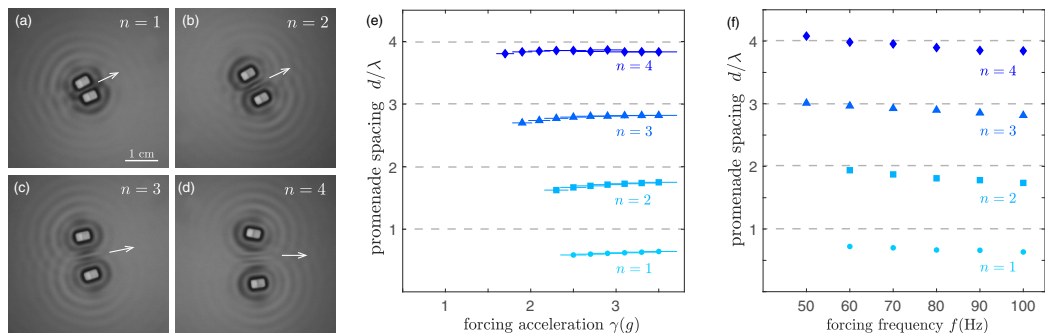 (a) n = 1
(b) n = 2
1 cm
(c) n = 3
(d) n = 4
(e)
promenade spacing d/λ
4
3
2
1
n = 4
n = 3
n = 2
n = 1
1 2 3
forcing acceleration γ(g)
(f)
promenade spacing d/λ
4
3
2
1
n = 4
n = 3
n = 2
n = 1
50 60 70 80 90 100
forcing frequency f(Hz)